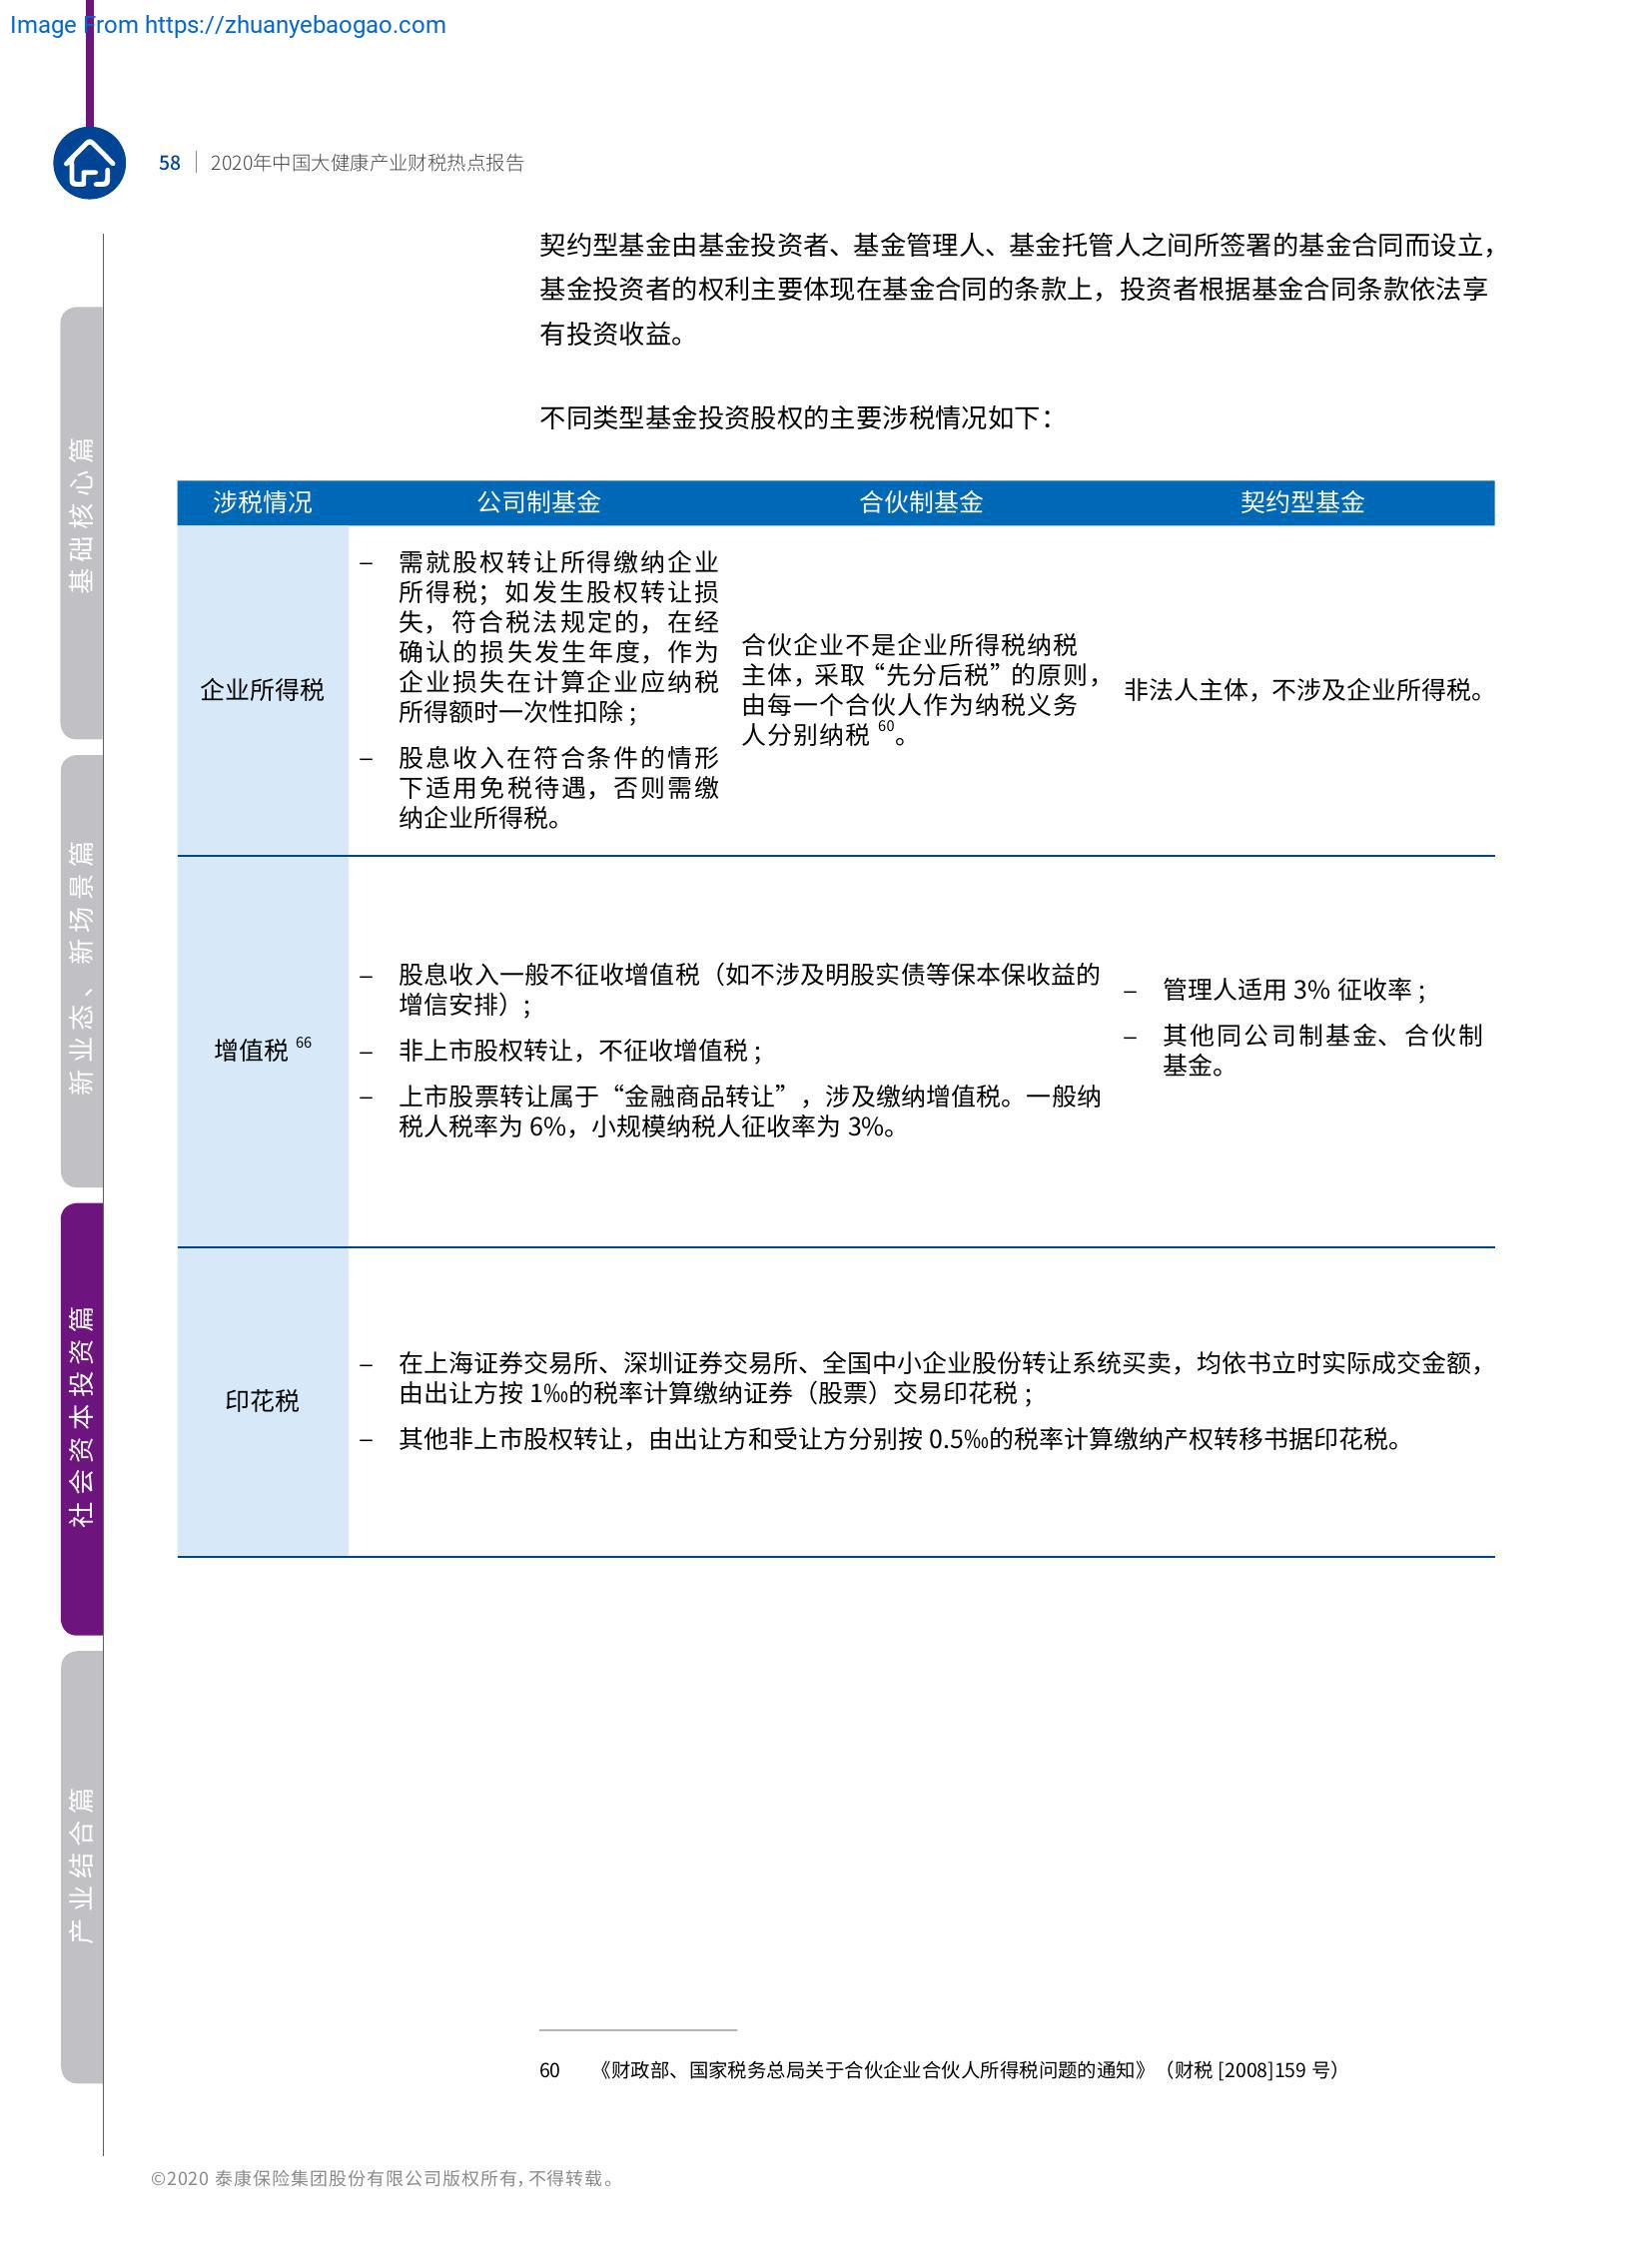 Image From https://zhuanyebaogao.com
58 | 2020年中国大健康产业财税热点报告
契约型基金由基金投资者、基金管理人、基金托管人之间所签署的基金合同而设立，
基金投资者的权利主要体现在基金合同的条款上，投资者根据基金合同条款依法享
有投资收益。
不同类型基金投资股权的主要涉税情况如下：
涉税情况 公司制基金 合伙制基金 契约型基金
企业所得税
– 需就股权转让所得缴纳企业
所得税；如发生股权转让损
失，符合税法规定的，在经
确认的损失发生年度，作为
企业损失在计算企业应纳税
所得额时一次性扣除；
– 股息收入在符合条件的情形
下适用免税待遇，否则需缴
纳企业所得税。
合伙企业不是企业所得税纳税
主体，采取“先分后税”的原则，
由每一个合伙人作为纳税义务
人分别纳税 60。
非法人主体，不涉及企业所得税。
增值税 66
– 股息收入一般不征收增值税（如不涉及明股实债等保本保收益的
增信安排）；
– 非上市股权转让，不征收增值税；
– 上市股票转让属于“金融商品转让”，涉及缴纳增值税。一般纳
税人税率为 6%，小规模纳税人征收率为 3%。
– 管理人适用 3% 征收率；
– 其他同公司制基金、合伙制
基金。
印花税
– 在上海证券交易所、深圳证券交易所、全国中小企业股份转让系统买卖，均依书立时实际成交金额，
由出让方按 1‰的税率计算缴纳证券（股票）交易印花税；
– 其他非上市股权转让，由出让方和受让方分别按 0.5‰的税率计算缴纳产权转移书据印花税。
基础核心篇
新业态、新场景篇
社会资本投资篇
产业结合篇
60 《财政部、国家税务总局关于合伙企业合伙人所得税问题的通知》（财税 [2008]159 号）
©2020 泰康保险集团股份有限公司版权所有，不得转载。